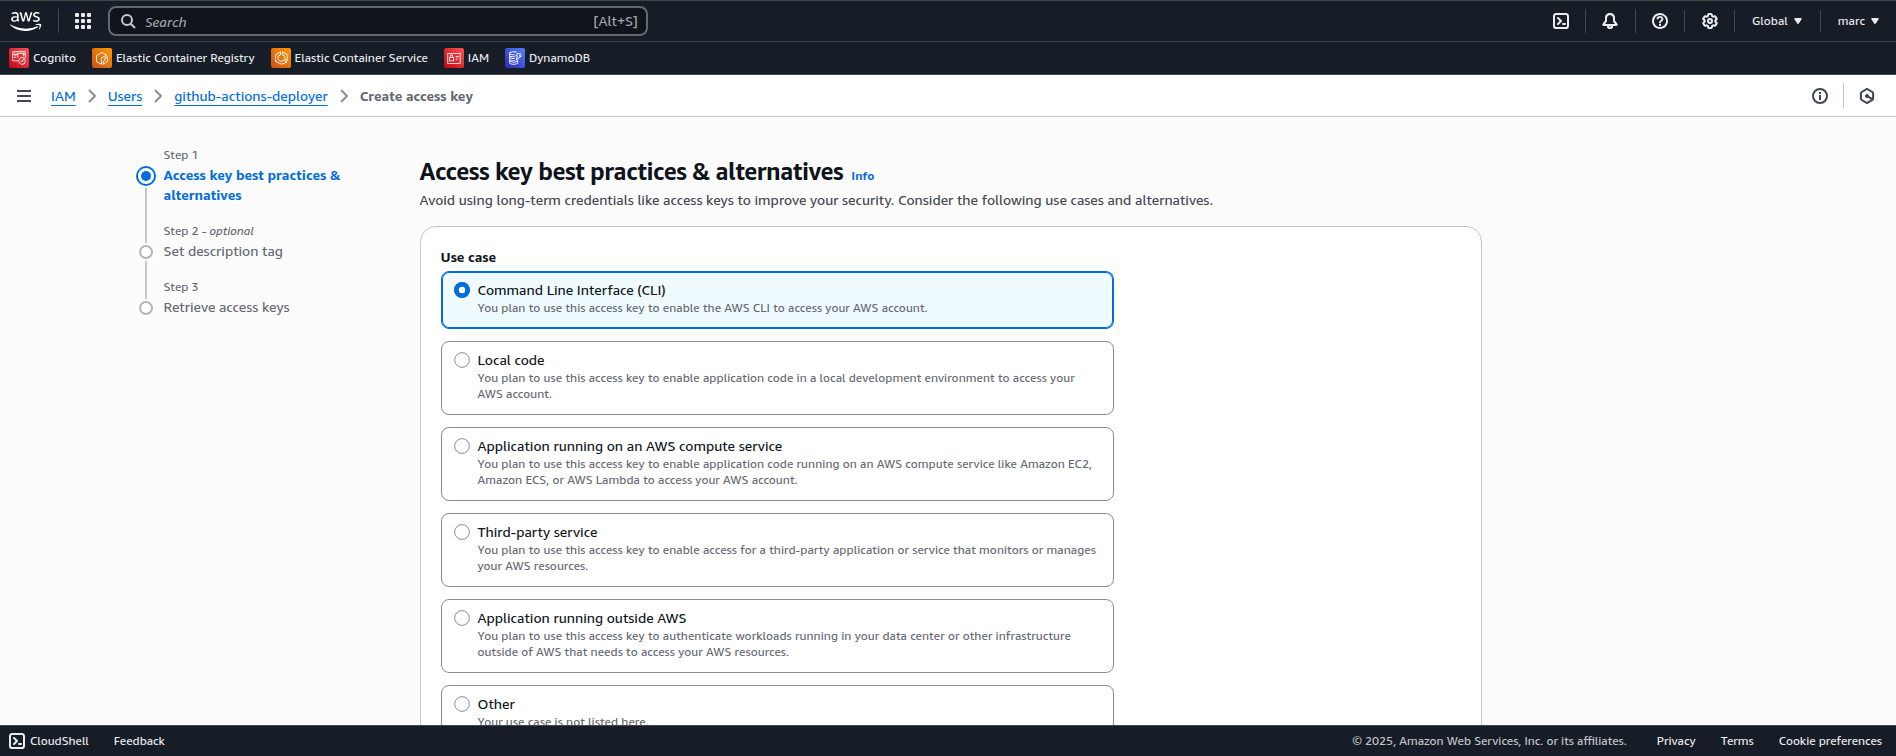 aws
Search [Alt+S]
Global marc
Cognito Elastic Container Registry Elastic Container Service IAM DynamoDB
IAM Users github-actions-deployer Create access key
Step 1
Access key best practices &
alternatives
Step 2 - optional
Set description tag
Step 3
Retrieve access keys
Access key best practices & alternatives Info
Avoid using long-term credentials like access keys to improve your security. Consider the following use cases and alternatives.
Use case
Command Line Interface (CLI)
You plan to use this access key to enable the AWS CLI to access your AWS account.
Local code
You plan to use this access key to enable application code in a local development environment to access your
AWS account.
Application running on an AWS compute service
You plan to use this access key to enable application code running on an AWS compute service like Amazon EC2,
Amazon ECS, or AWS Lambda to access your AWS account.
Third-party service
You plan to use this access key to enable access for a third-party application or service that monitors or manages
your AWS resources.
Application running outside AWS
You plan to use this access key to authenticate workloads running in your data center or other infrastructure
outside of AWS that needs to access your AWS resources.
Other
Your use case is not listed here.
CloudShell Feedback © 2025, Amazon Web Services, Inc. or its affiliates. Privacy Terms Cookie preferences